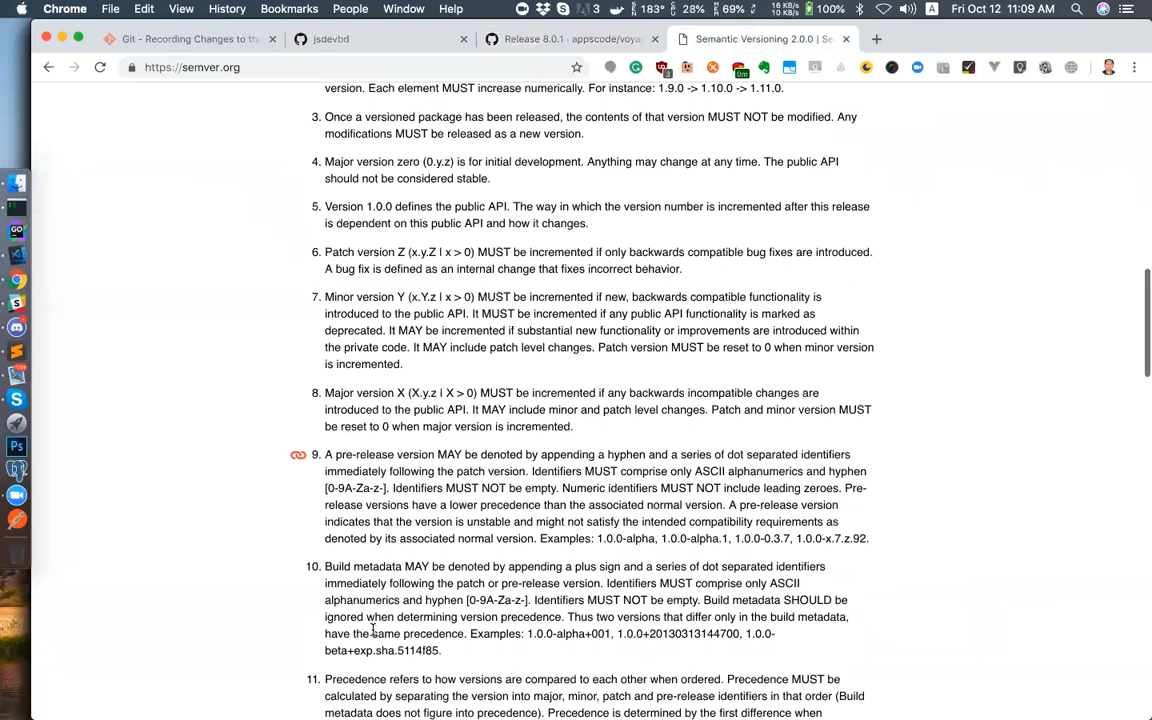 Chrome File Edit View History Bookmarks People Window Help 3 183° 28% 69% 16 KB/s 10 KB/s 100% A Fri Oct 12 11:09 AM
Git - Recording Changes to the
jsdevbd
Release 8.0.1 · appscode/voya
Semantic Versioning 2.0.0 | Se
https://semver.org
version. Each element MUST increase numerically. For instance: 1.9.0 -> 1.10.0 -> 1.11.0.
3. Once a versioned package has been released, the contents of that version MUST NOT be modified. Any
modifications MUST be released as a new version.
4. Major version zero (0.y.z) is for initial development. Anything may change at any time. The public API
should not be considered stable.
5. Version 1.0.0 defines the public API. The way in which the version number is incremented after this release
is dependent on this public API and how it changes.
6. Patch version Z (x.y.Z | x > 0) MUST be incremented if only backwards compatible bug fixes are introduced.
A bug fix is defined as an internal change that fixes incorrect behavior.
7. Minor version Y (x.Y.z | x > 0) MUST be incremented if new, backwards compatible functionality is
introduced to the public API. It MUST be incremented if any public API functionality is marked as
deprecated. It MAY be incremented if substantial new functionality or improvements are introduced within
the private code. It MAY include patch level changes. Patch version MUST be reset to 0 when minor version
is incremented.
8. Major version X (X.y.z | X > 0) MUST be incremented if any backwards incompatible changes are
introduced to the public API. It MAY include minor and patch level changes. Patch and minor version MUST
be reset to 0 when major version is incremented.
9. A pre-release version MAY be denoted by appending a hyphen and a series of dot separated identifiers
immediately following the patch version. Identifiers MUST comprise only ASCII alphanumerics and hyphen
[0-9A-Za-z-]. Identifiers MUST NOT be empty. Numeric identifiers MUST NOT include leading zeroes. Pre-
release versions have a lower precedence than the associated normal version. A pre-release version
indicates that the version is unstable and might not satisfy the intended compatibility requirements as
denoted by its associated normal version. Examples: 1.0.0-alpha, 1.0.0-alpha.1, 1.0.0-0.3.7, 1.0.0-x.7.z.92.
10. Build metadata MAY be denoted by appending a plus sign and a series of dot separated identifiers
immediately following the patch or pre-release version. Identifiers MUST comprise only ASCII
alphanumerics and hyphen [0-9A-Za-z-]. Identifiers MUST NOT be empty. Build metadata SHOULD be
ignored when determining version precedence. Thus two versions that differ only in the build metadata,
have the same precedence. Examples: 1.0.0-alpha+001, 1.0.0+20130313144700, 1.0.0-
beta+exp.sha.5114f85.
11. Precedence refers to how versions are compared to each other when ordered. Precedence MUST be
calculated by separating the version into major, minor, patch and pre-release identifiers in that order (Build
metadata does not figure into precedence). Precedence is determined by the first difference when